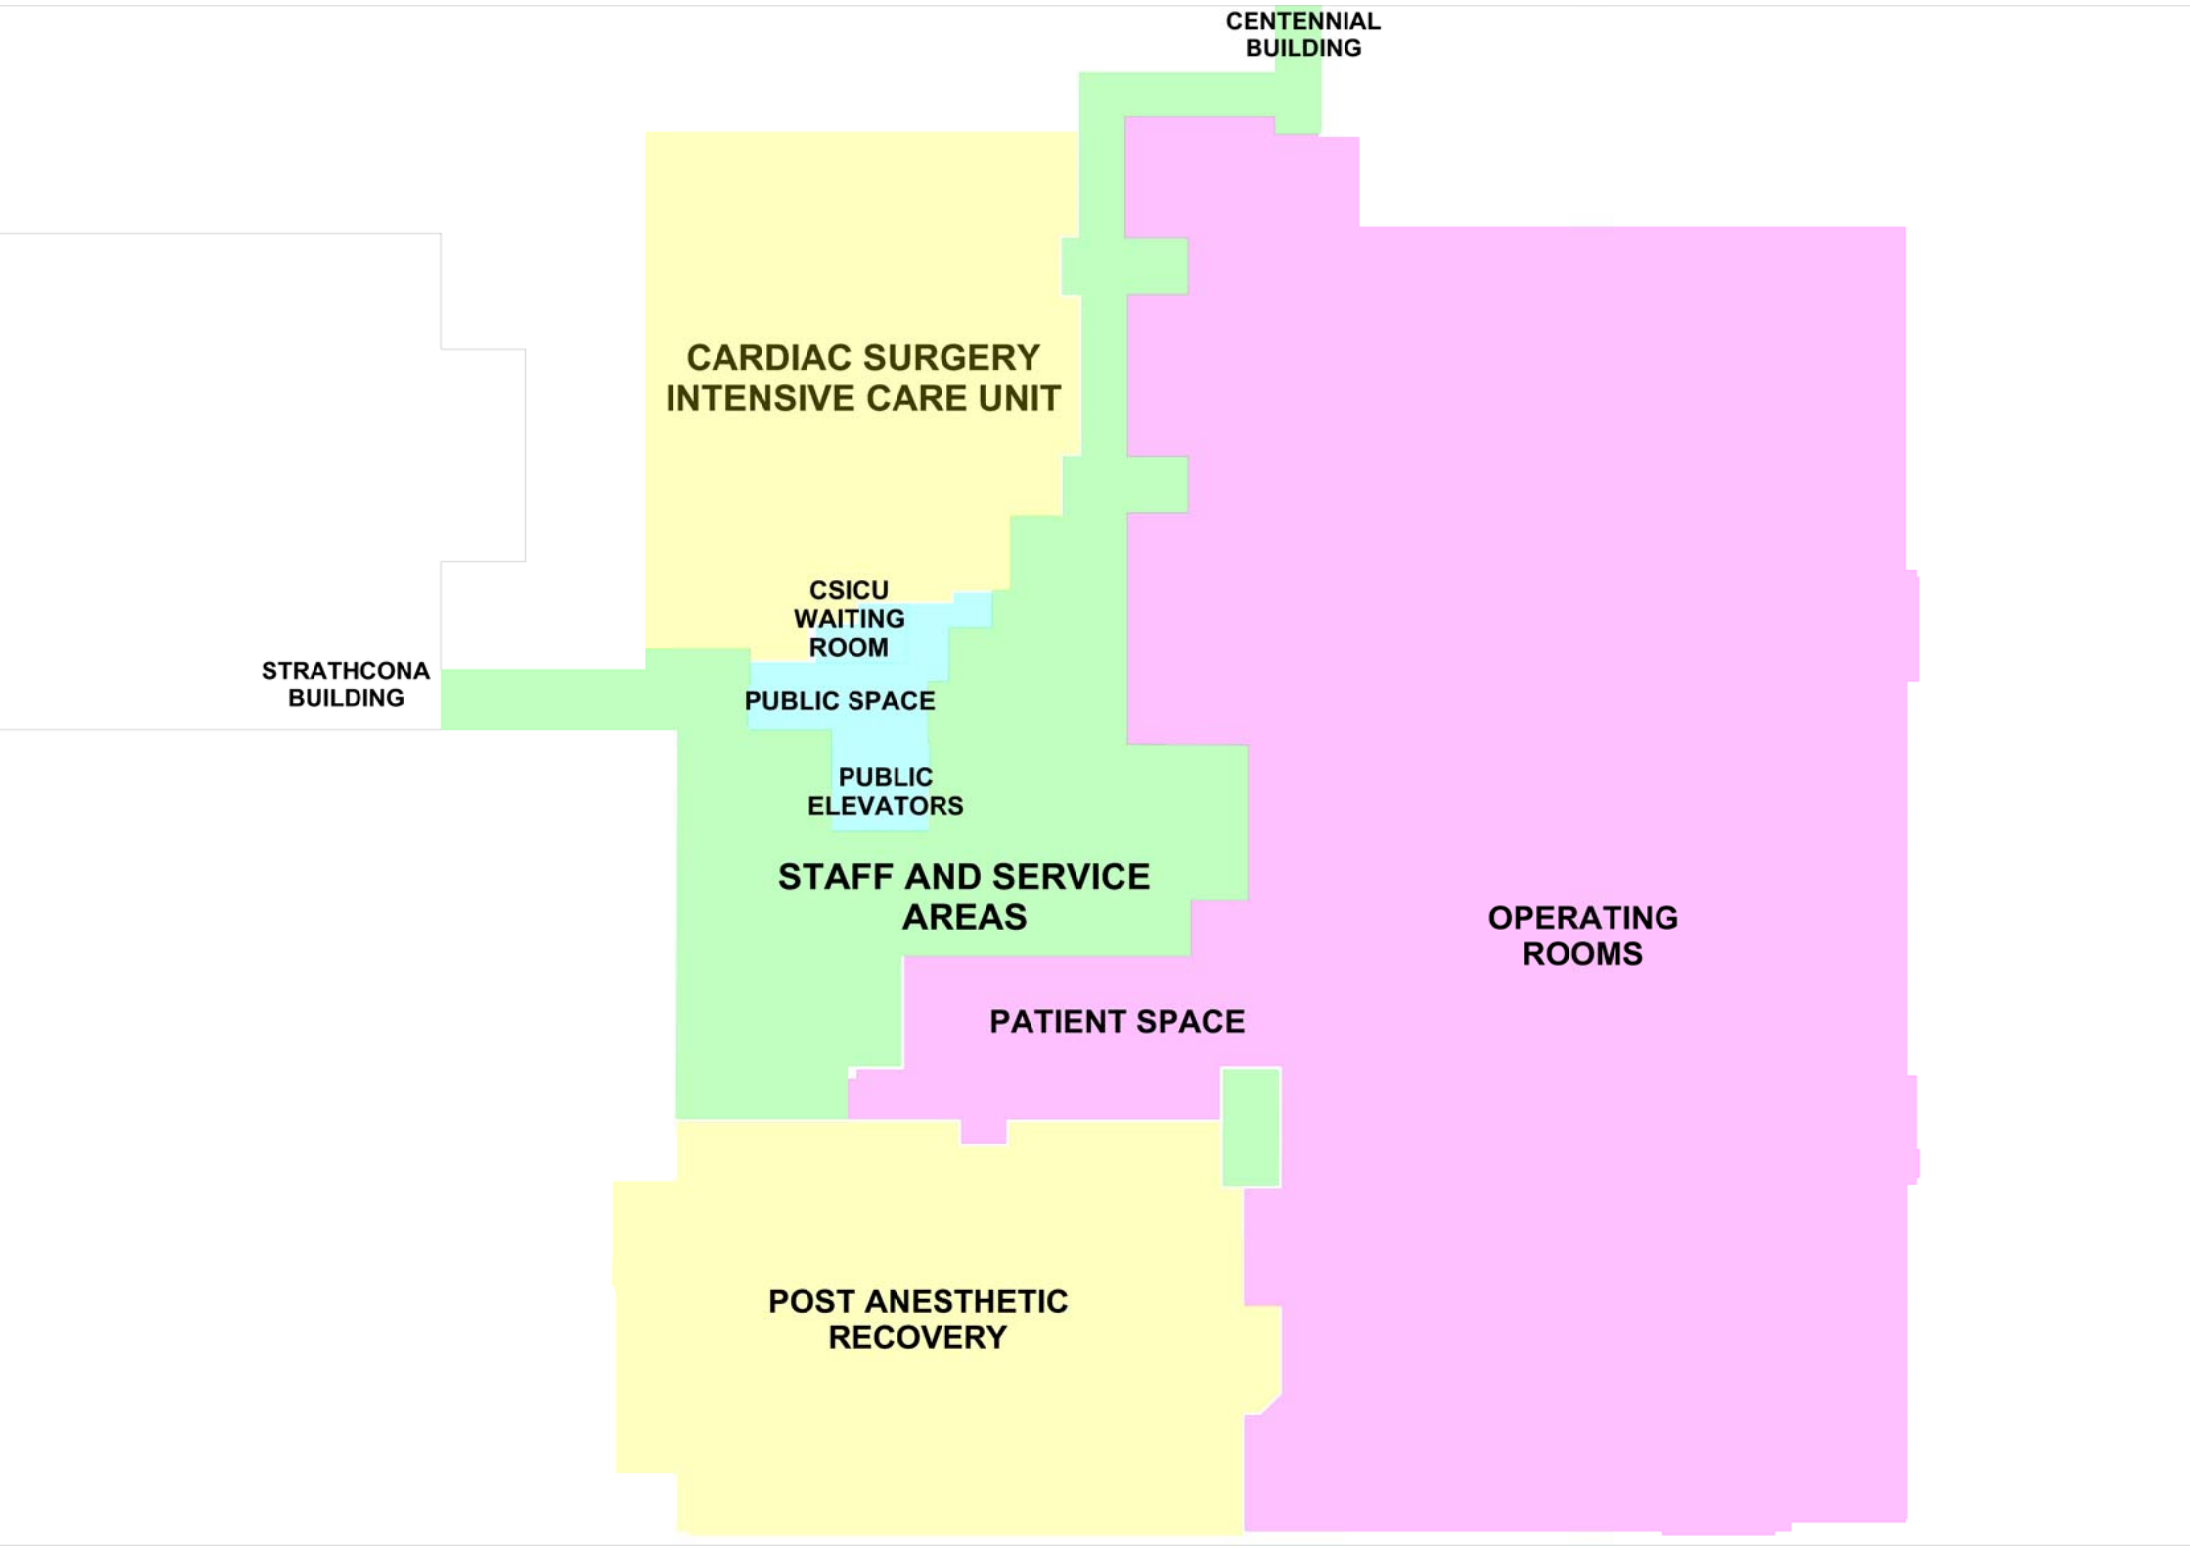 CENTENNIAL
BUILDING
CARDIAC SURGERY
INTENSIVE CARE UNIT
CSICU
WAITING
ROOM
STRATHCONA
BUILDING
PUBLIC SPACE
PUBLIC
ELEVATORS
STAFF AND SERVICE
AREAS
OPERATING
ROOMS
PATIENT SPACE
POST ANESTHETIC
RECOVERY